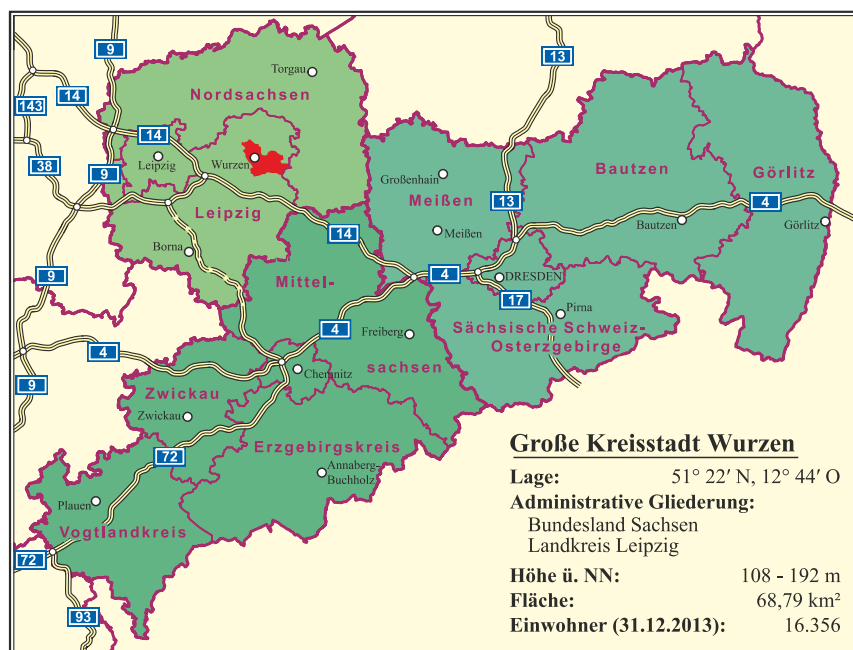 9
13
14
143
14
38
9
Torgau
Nordsachsen
Leipzig
Wurzen
Leipzig
Borna
14
Großenhain
Meißen
Meißen
13
Bautzen
Görlitz
4
Bautzen
Görlitz
9
Mittel-
4
DRESDEN
17
Pirna
Sächsische Schweiz-
Osterzgebirge
4
4
9
Freiberg
sachsen
Chemnitz
Zwickau
Zwickau
72
Erzgebirgskreis
Annaberg-
Buchholz
Plauen
Vogtlandkreis
72
93
Große Kreisstadt Wurzen
Lage: 51° 22′ N, 12° 44′ O
Administrative Gliederung:
Bundesland Sachsen
Landkreis Leipzig
Höhe ü. NN: 108 - 192 m
Fläche: 68,79 km²
Einwohner (31.12.2013): 16.356